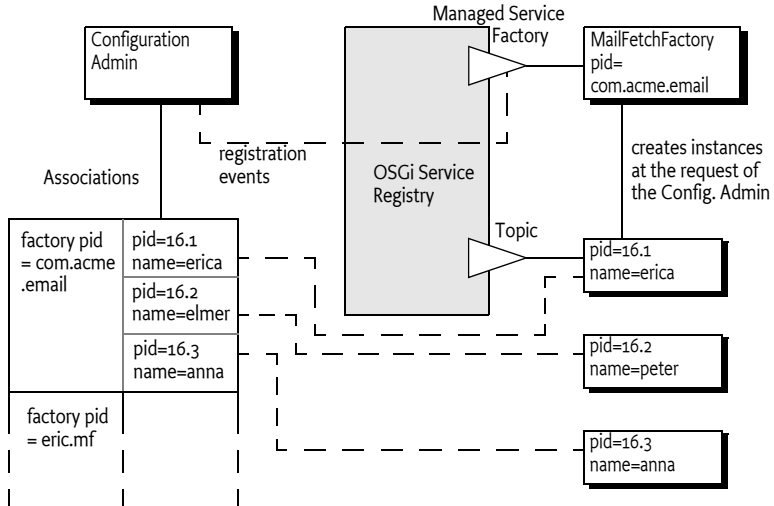 Managed Service
Factory
Configuration
Admin
MailFetchFactory
pid=
com.acme.email
registration
events
creates instances
at the request of
the Config. Admin
Associations
OSGi Service
Registry
Topic
factory pid
= com.acme
.email
pid=16.1
name=erica
pid=16.2
name=elmer
pid=16.3
name=anna
factory pid
= eric.mf
pid=16.1
name=erica
pid=16.2
name=peter
pid=16.3
name=anna